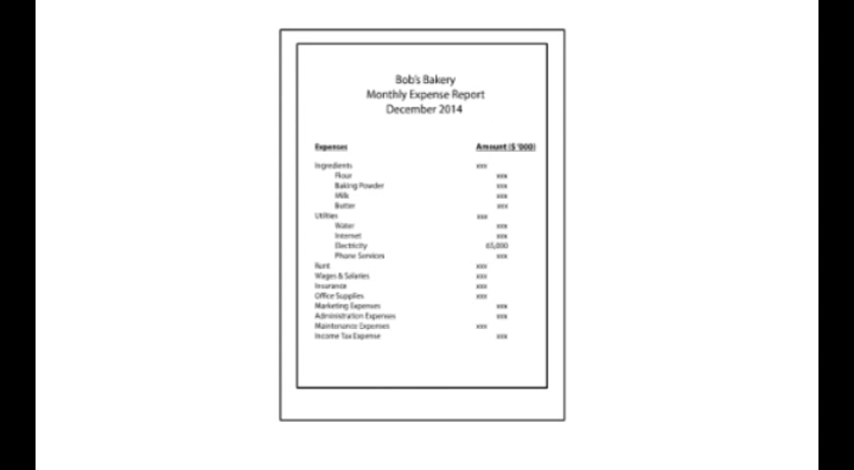 Bob's Bakery
Monthly Expense Report
December 2014
Expenses Amount ($ '000)
Ingredients xxx
Flour xxx
Baking Powder xxx
Milk xxx
Butter xxx
Utilities xxx
Water xxx
Internet xxx
Electricity 65,000
Phone Services xxx
Rent xxx
Wages & Salaries xxx
Insurance xxx
Office Supplies xxx
Marketing Expenses xxx
Administration Expenses xxx
Maintenance Expenses xxx
Income Tax Expense xxx